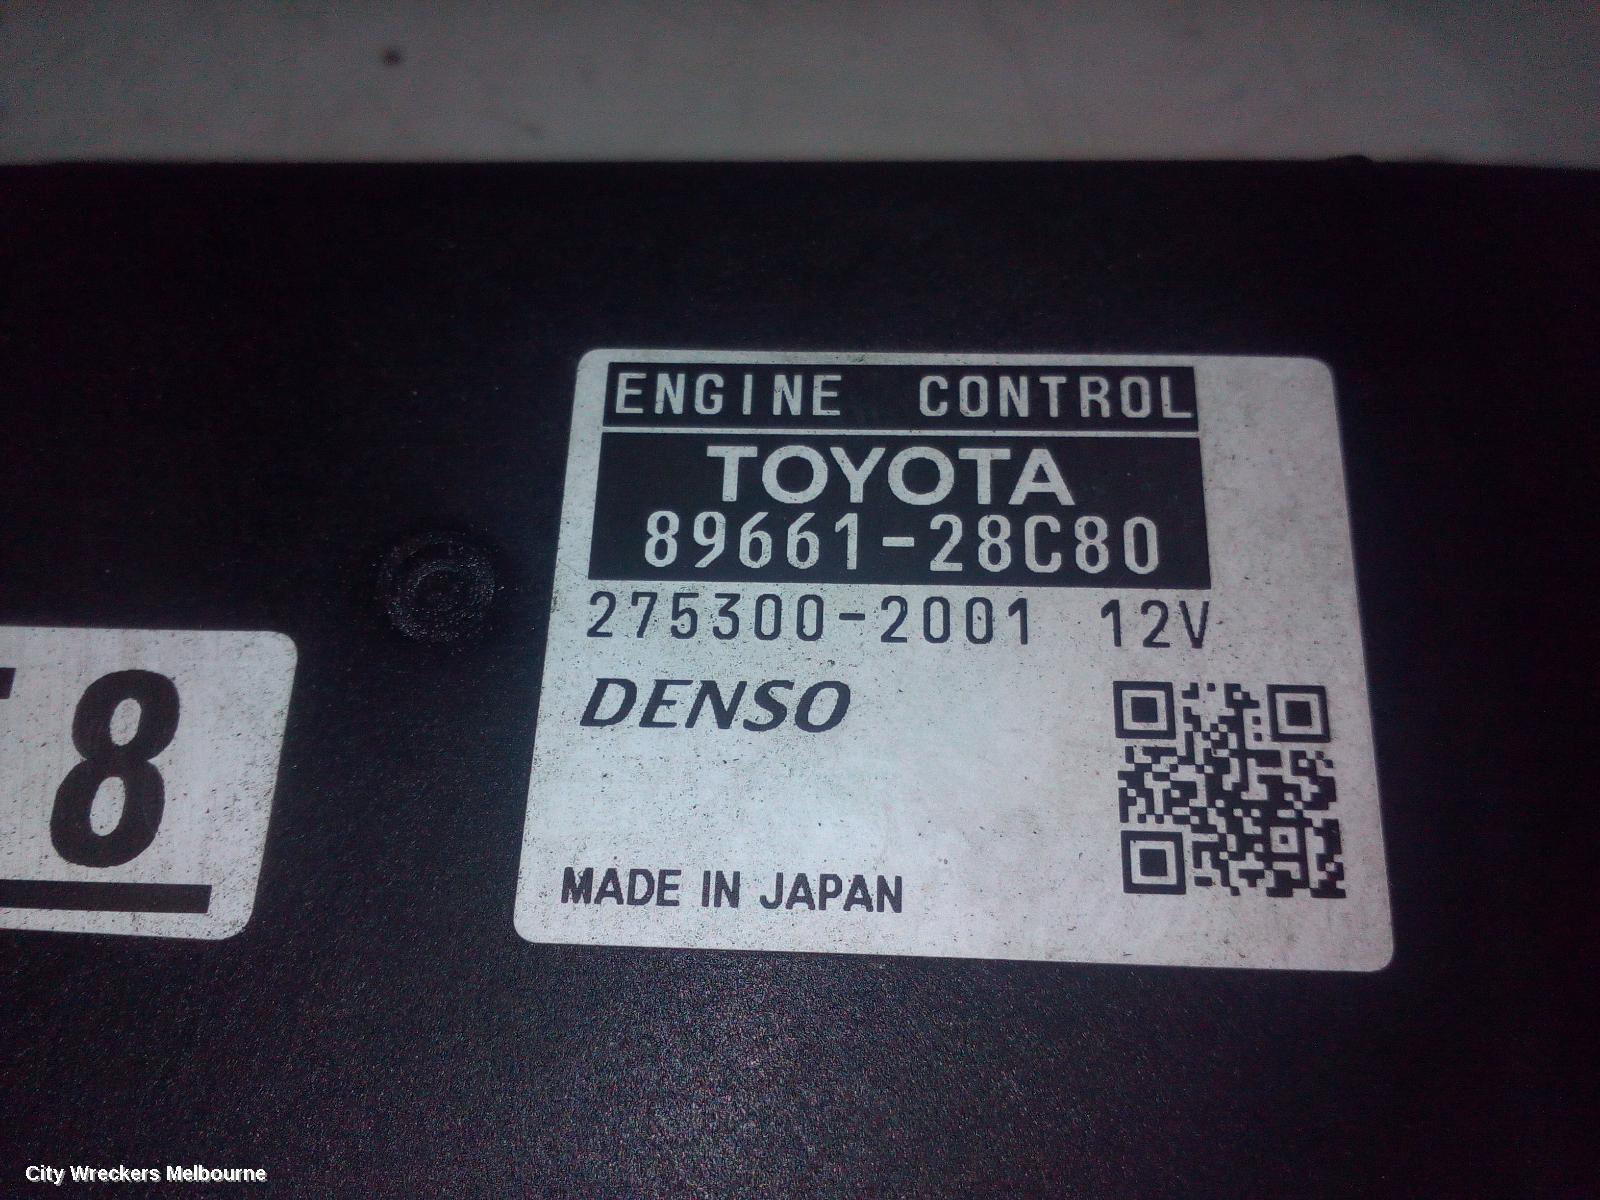 ENGINE CONTROL
TOYOTA
89661-28C80
275300-2001 12V
DENSO
MADE IN JAPAN
8
City Wreckers Melbourne